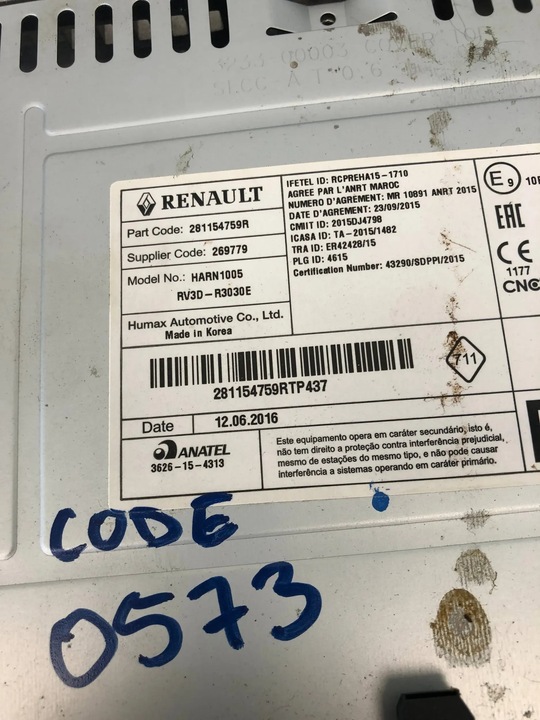 RENAULT
Part Code: 281154759R
Supplier Code: 269779
Model No.: HARN1005
RV3D-R3030E
Humax Automotive Co., Ltd.
Made in Korea
IFETEL ID: RCPREHA15-1710
AGREE PAR L'ANRT MAROC
NUMERO D'AGREMENT: MR 10891 ANRT 2015
DATE D'AGREMENT: 23/09/2015
CMIIT ID: 2015DJ4798
ICASA ID: TA-2015/1482
TRA ID: ER42428/15
PLG ID: 4615
Certification Number: 43290/SDPPI/2015
E9
EAC
CE
1177
281154759RTP437
711
Date 12.06.2016
ANATEL
3626-15-4313
Este equipamento opera em caráter secundário, isto é,
não tem direito a proteção contra interferência prejudicial,
mesmo de estações do mesmo tipo, e não pode causar
interferência a sistemas operando em caráter primário.
CODE
0573